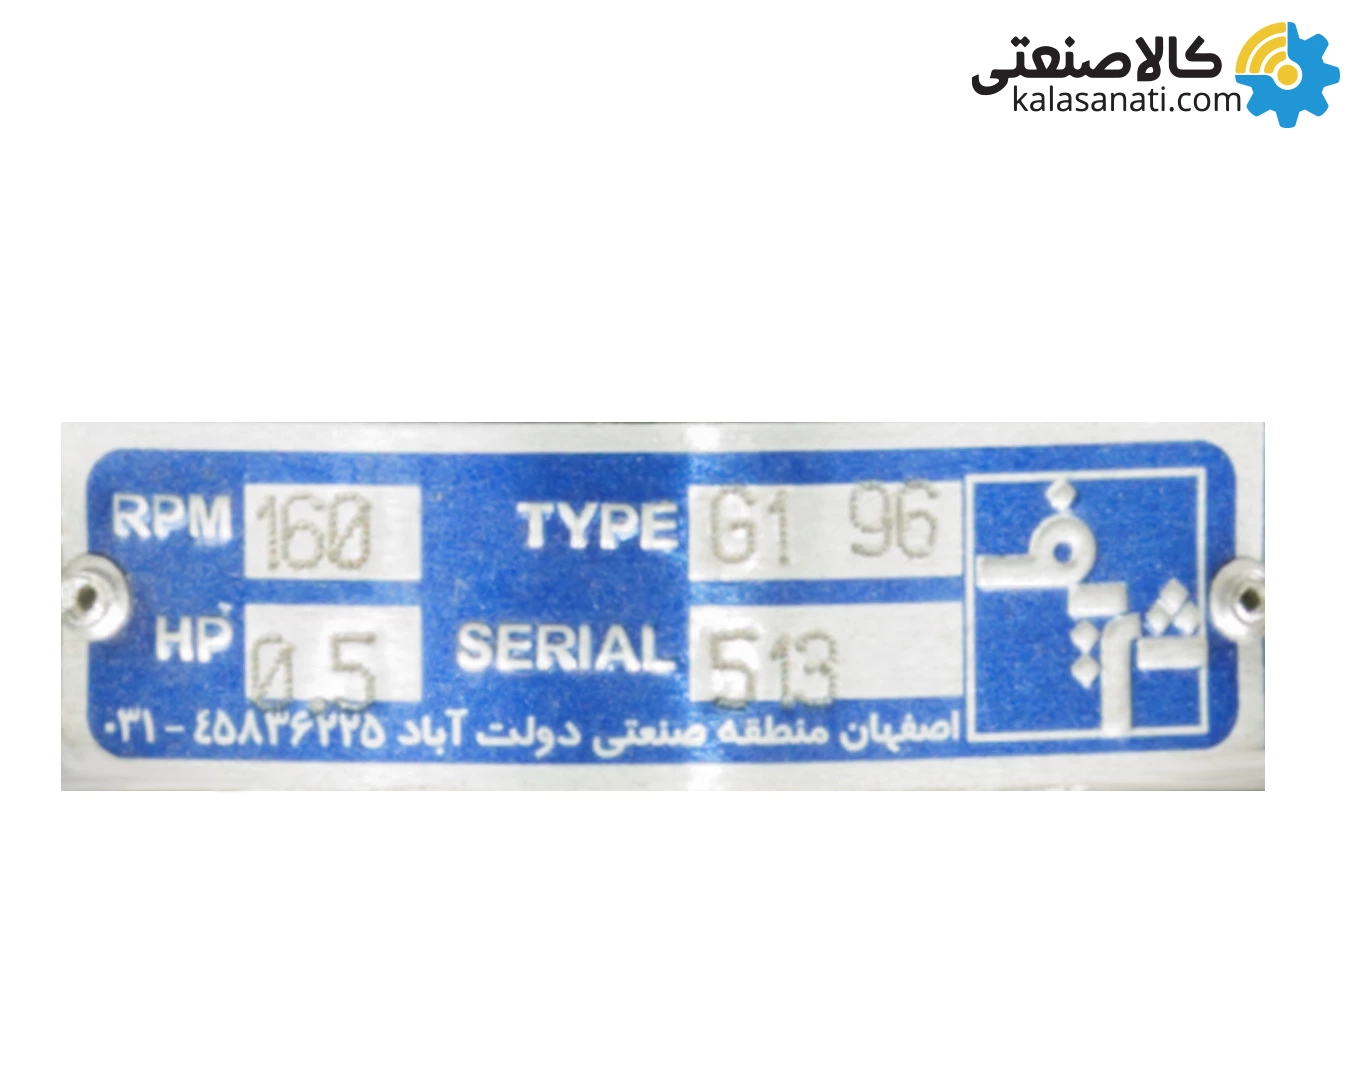 کالاصنعتی
kalasanati.com
RPM 160 TYPE G1 96
HP 0.5 SERIAL 513
اصفهان منطقه صنعتی دولت آباد ۴۵۸۳۶۲۲۵ - ۰۳۱